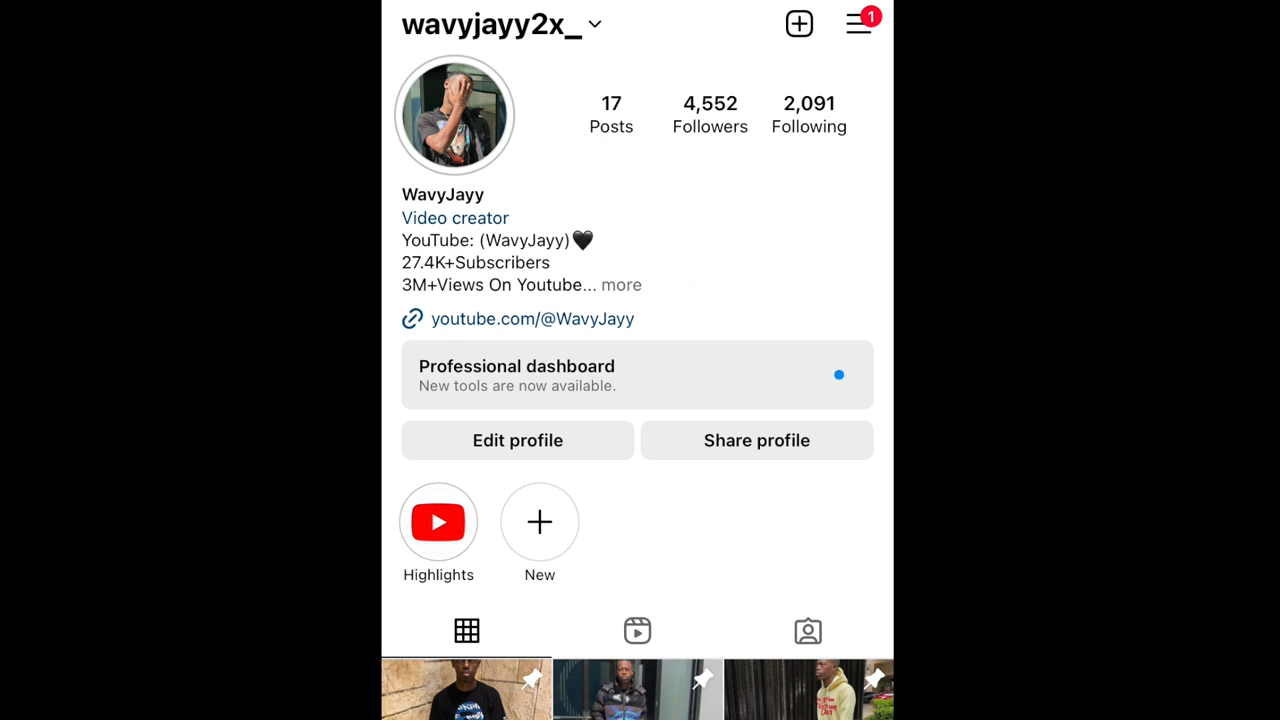 wavyjayy2x_
1
17
Posts
4,552
Followers
2,091
Following
WavyJayy
Video creator
YouTube: (WavyJayy)🖤
27.4K+Subscribers
3M+Views On Youtube... more
youtube.com/@WavyJayy
Professional dashboard
New tools are now available.
Edit profile
Share profile
Highlights
New